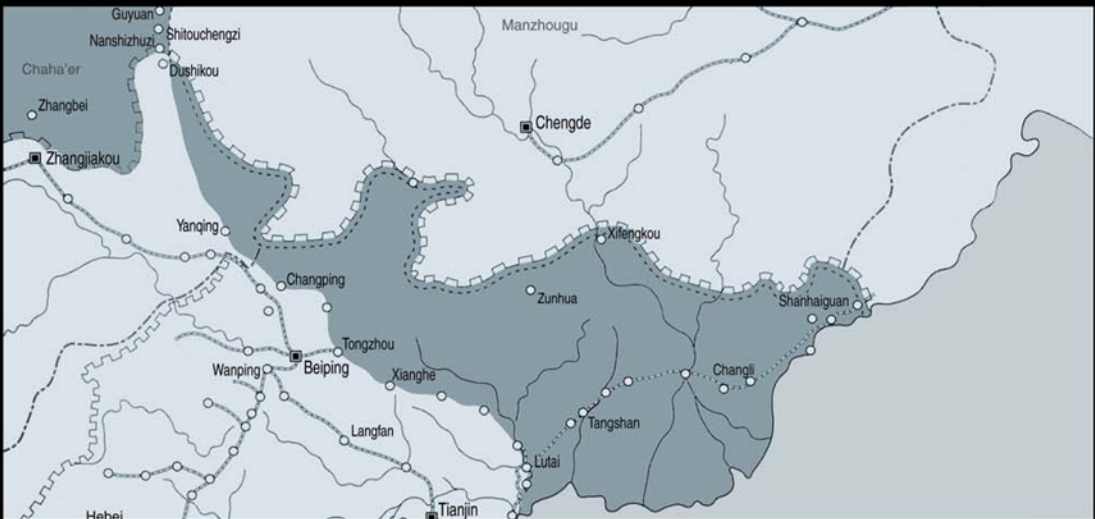 Guyuan
Manzhougu
Nanshizhuzi
Shitouchengzi
Chaha'er
Dushikou
Zhangbei
Chengde
Zhangjiakou
Yanqing
Xifengkou
Changping
Zunhua
Shanhaiguan
Tongzhou
Beiping
Wanping
Xianghe
Changli
Tangshan
Langfan
Lutai
Tianjin
Hebei